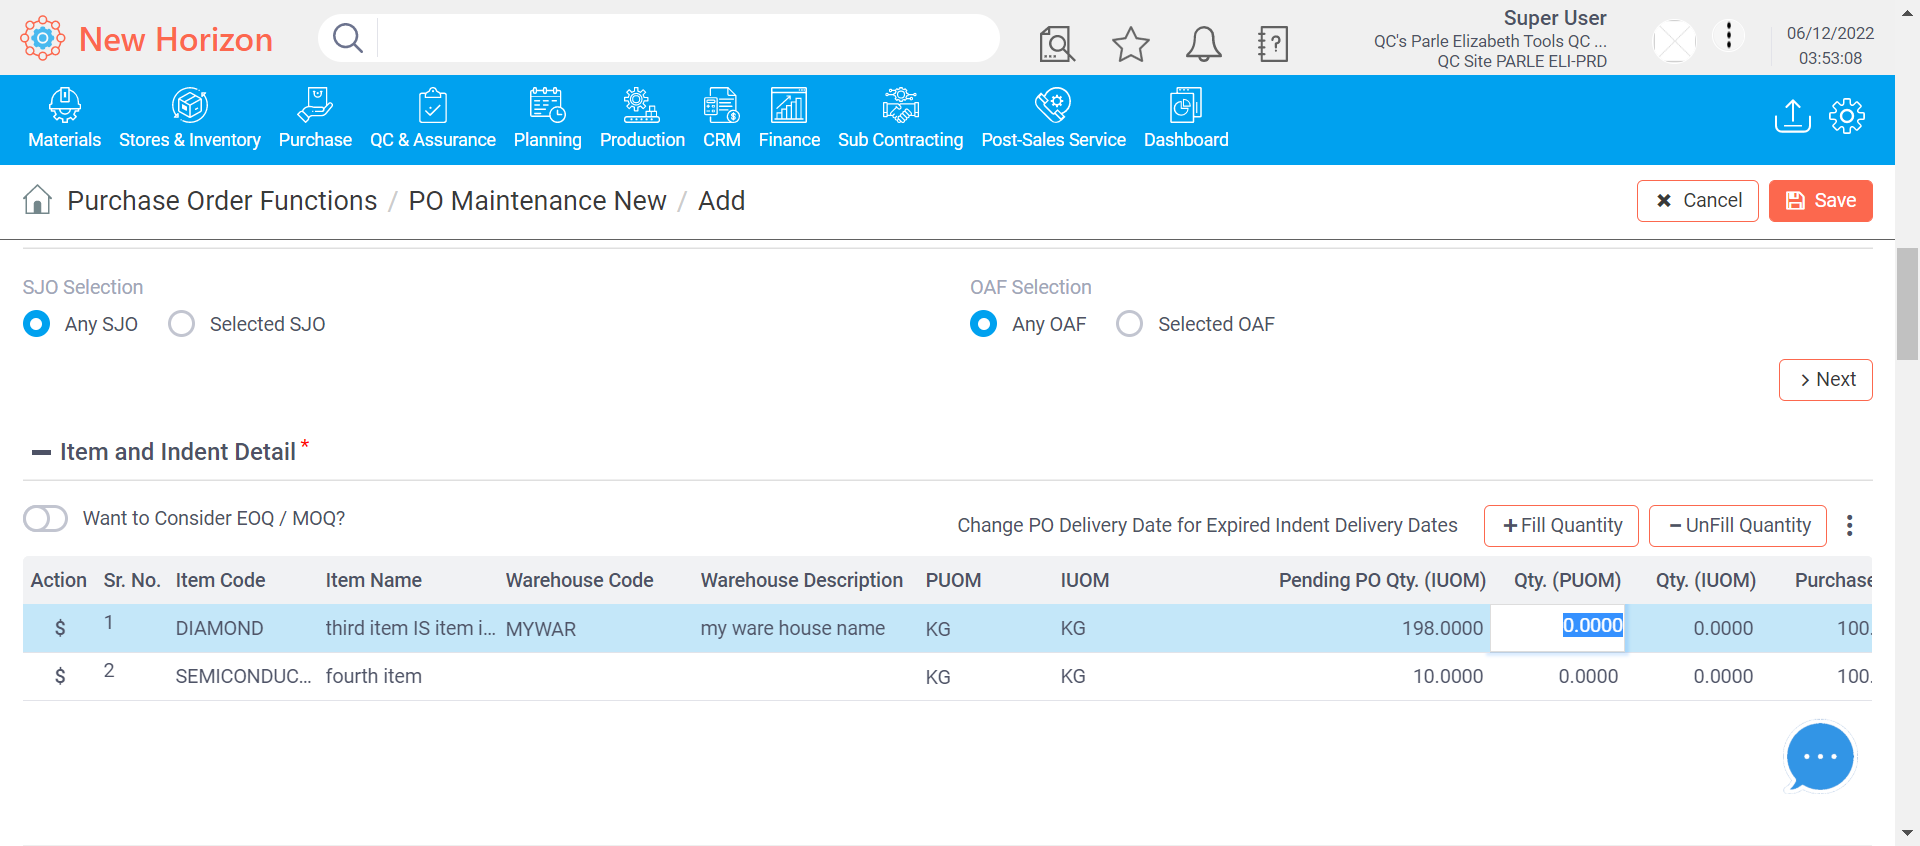 New Horizon
Super User
QC's Parle Elizabeth Tools QC ...
QC Site PARLE ELI-PRD
06/12/2022
03:53:08
Materials Stores & Inventory Purchase QC & Assurance Planning Production CRM Finance Sub Contracting Post-Sales Service Dashboard
Purchase Order Functions / PO Maintenance New / Add
Cancel Save
SJO Selection OAF Selection
Any SJO Selected SJO Any OAF Selected OAF
> Next
Item and Indent Detail *
Want to Consider EOQ / MOQ?
Change PO Delivery Date for Expired Indent Delivery Dates + Fill Quantity − UnFill Quantity
Action Sr. No. Item Code Item Name Warehouse Code Warehouse Description PUOM IUOM Pending PO Qty. (IUOM) Qty. (PUOM) Qty. (IUOM) Purchase
$ 1 DIAMOND third item IS item i... MYWAR my ware house name KG KG 198.0000 0.0000 0.0000 100.
$ 2 SEMICONDUC... fourth item KG KG 10.0000 0.0000 0.0000 100.